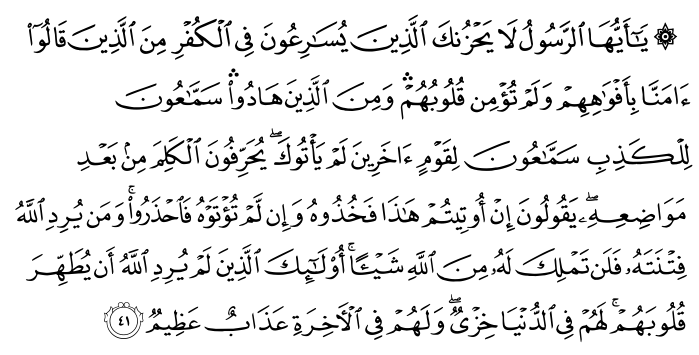 ۞ يَـٰٓأَيُّهَا ٱلرَّسُولُ لَا يَحْزُنكَ ٱلَّذِينَ يُسَـٰرِعُونَ فِى ٱلْكُفْرِ مِنَ ٱلَّذِينَ قَالُوٓا۟
ءَامَنَّا بِأَفْوَٰهِهِمْ وَلَمْ تُؤْمِن قُلُوبُهُمْ ۛ وَمِنَ ٱلَّذِينَ هَادُوا۟ ۛ سَمَّـٰعُونَ
لِلْكَذِبِ سَمَّـٰعُونَ لِقَوْمٍ ءَاخَرِينَ لَمْ يَأْتُوكَ ۖ يُحَرِّفُونَ ٱلْكَلِمَ مِنۢ بَعْدِ
مَوَاضِعِهِۦ ۖ يَقُولُونَ إِنْ أُوتِيتُمْ هَـٰذَا فَخُذُوهُ وَإِن لَّمْ تُؤْتَوْهُ فَٱحْذَرُوا۟ ۚ وَمَن يُرِدِ ٱللَّهُ
فِتْنَتَهُۥ فَلَن تَمْلِكَ لَهُۥ مِنَ ٱللَّهِ شَيْـًٔا ۚ أُو۟لَـٰٓئِكَ ٱلَّذِينَ لَمْ يُرِدِ ٱللَّهُ أَن يُطَهِّرَ
قُلُوبَهُمْ ۚ لَهُمْ فِى ٱلدُّنْيَا خِزْىٌ ۖ وَلَهُمْ فِى ٱلْـَٔاخِرَةِ عَذَابٌ عَظِيمٌ ٤١